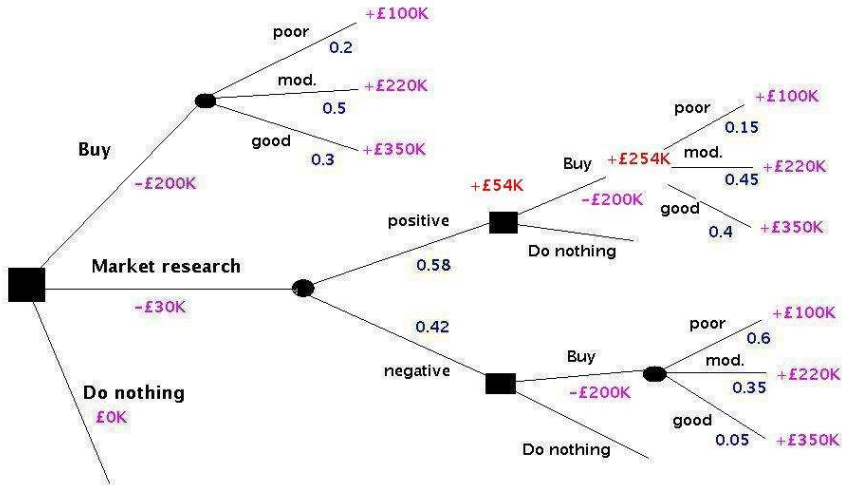 poor
0.2
+£100K
mod.
0.5
+£220K
good
0.3
+£350K
Buy
−£200K
Market research
−£30K
Do nothing
£0K
positive
0.58
+£54K
Buy
−£200K
+£254K
poor
0.15
+£100K
mod.
0.45
+£220K
good
0.4
+£350K
Do nothing
0.42
negative
Buy
−£200K
poor
0.6
+£100K
mod.
0.35
+£220K
good
0.05
+£350K
Do nothing